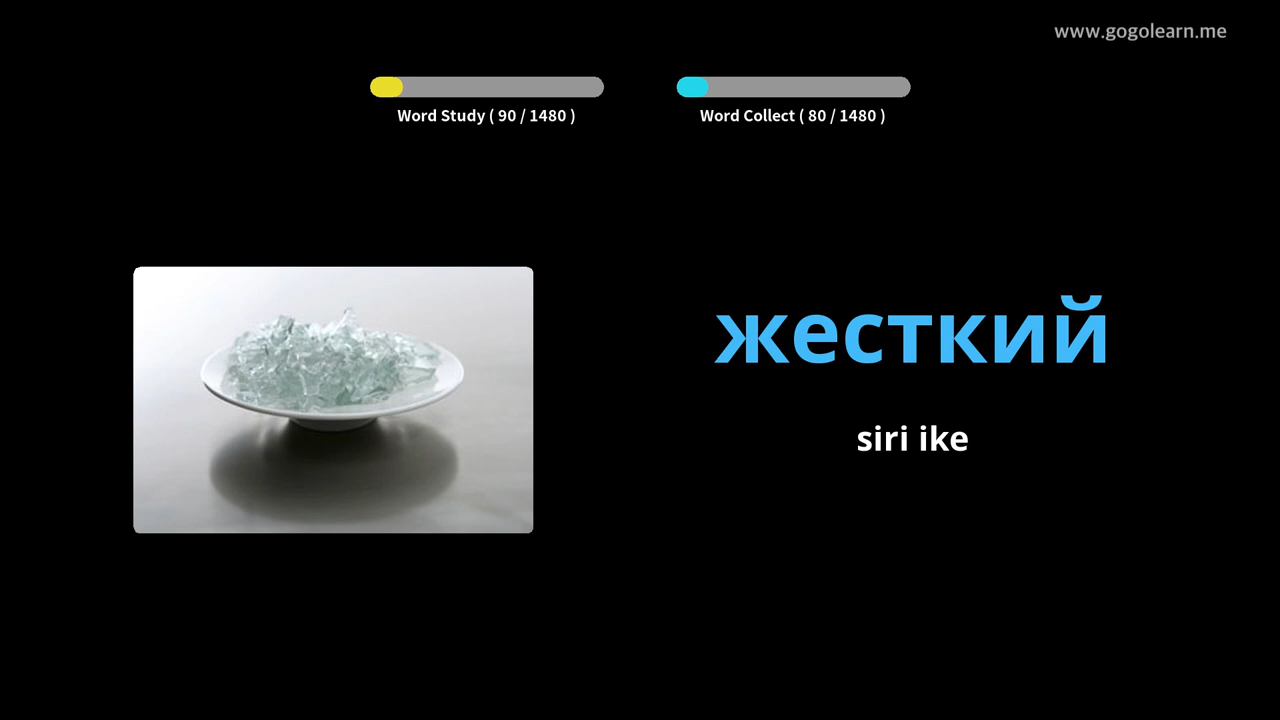 www.gogolearn.me
Word Study ( 90 / 1480 )
Word Collect ( 80 / 1480 )
жесткий
siri ike